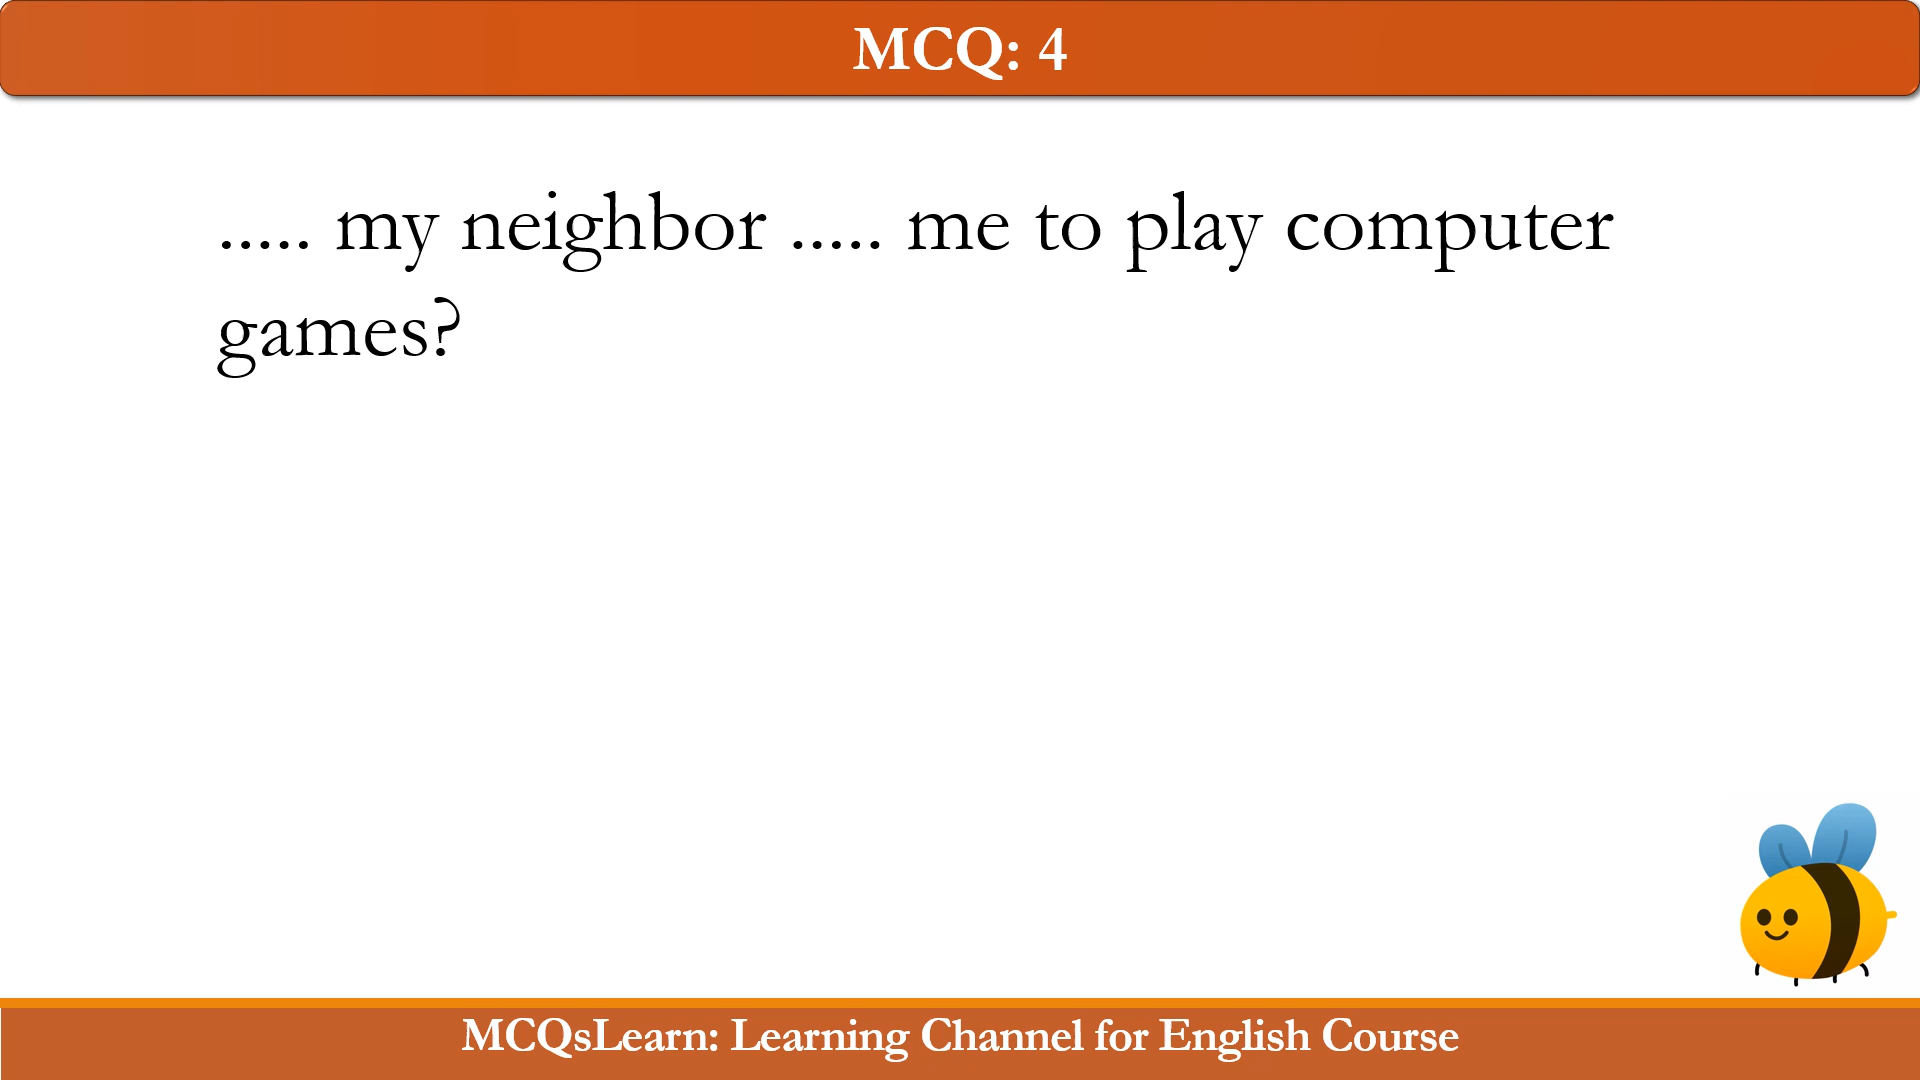 MCQ: 4
..... my neighbor ..... me to play computer
games?
MCQsLearn: Learning Channel for English Course